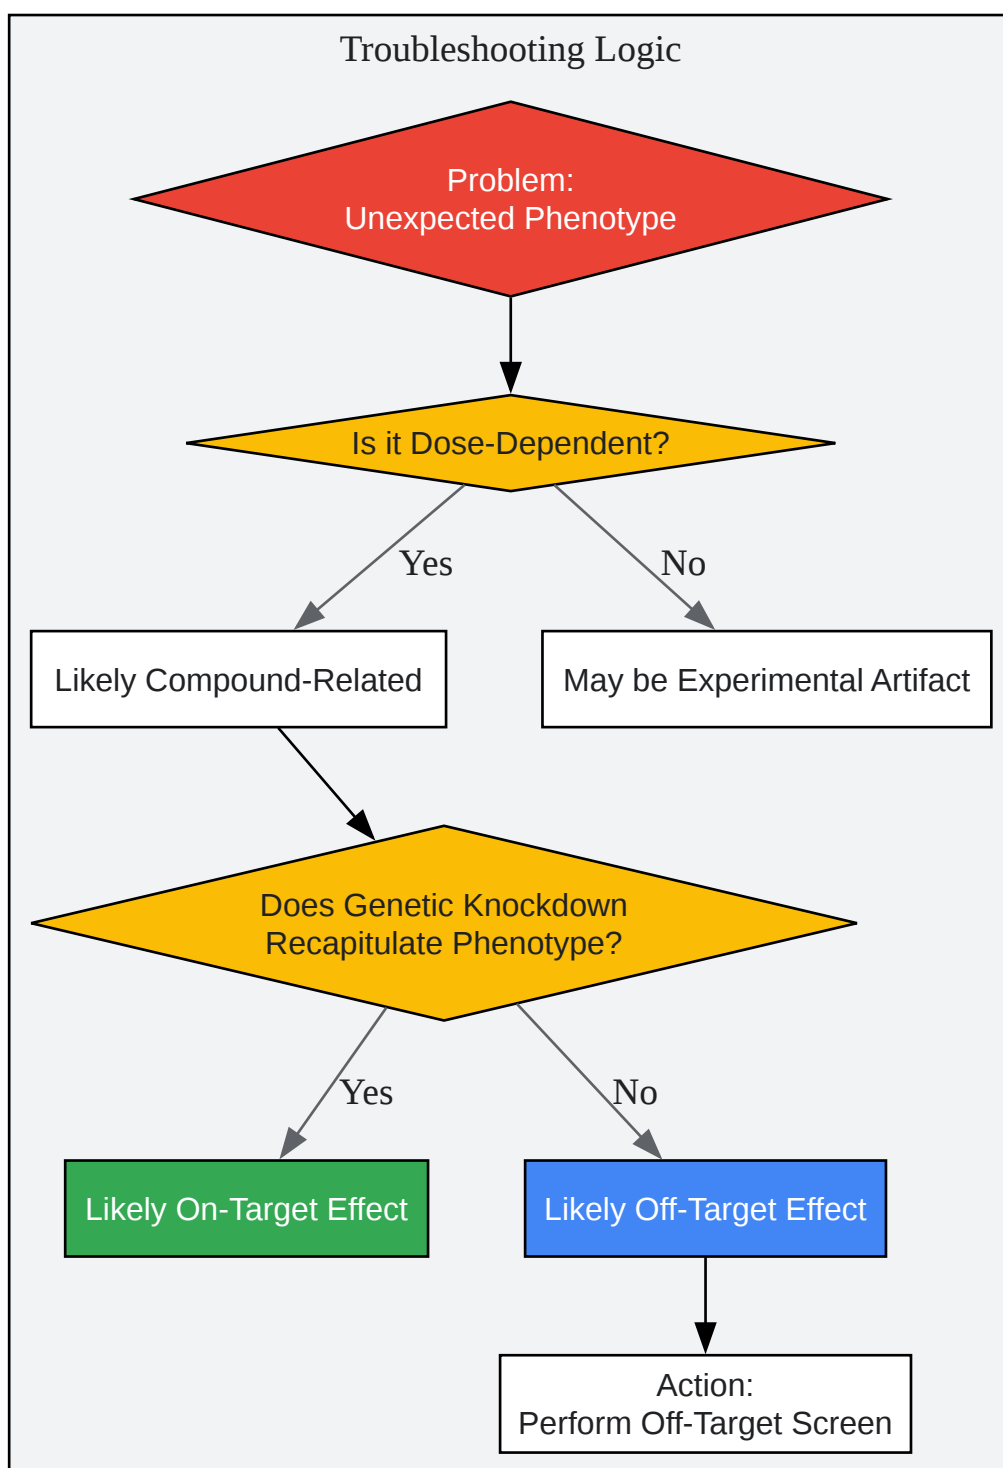 Troubleshooting Logic
Problem:
Unexpected Phenotype
Is it Dose-Dependent?
Yes
No
Likely Compound-Related
May be Experimental Artifact
Does Genetic Knockdown
Recapitulate Phenotype?
Yes
No
Likely On-Target Effect
Likely Off-Target Effect
Action:
Perform Off-Target Screen